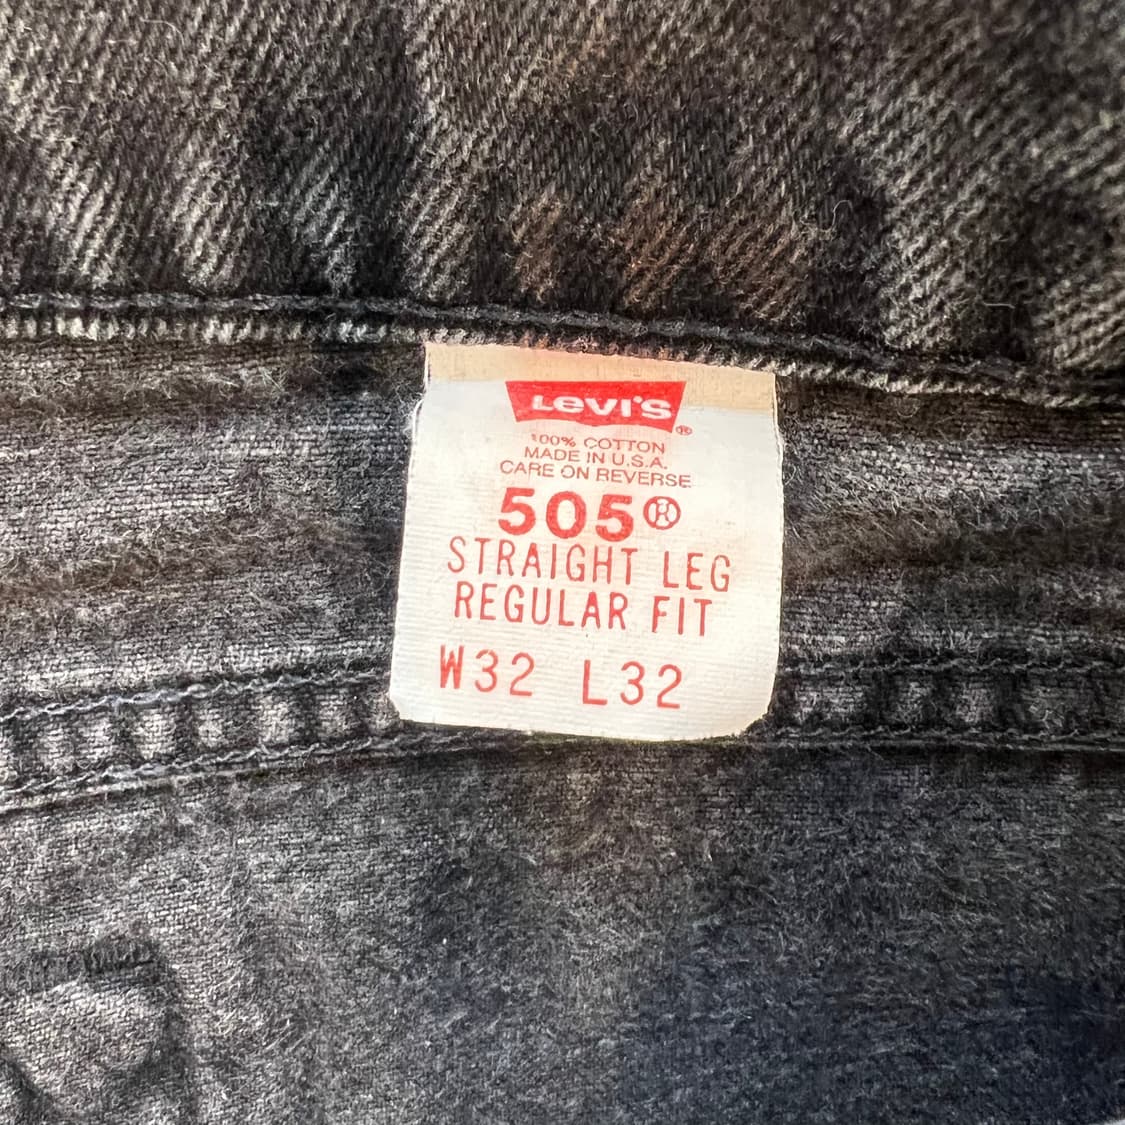 Levi's®
100% COTTON
MADE IN U.S.A.
CARE ON REVERSE
505®
STRAIGHT LEG
REGULAR FIT
W32 L32